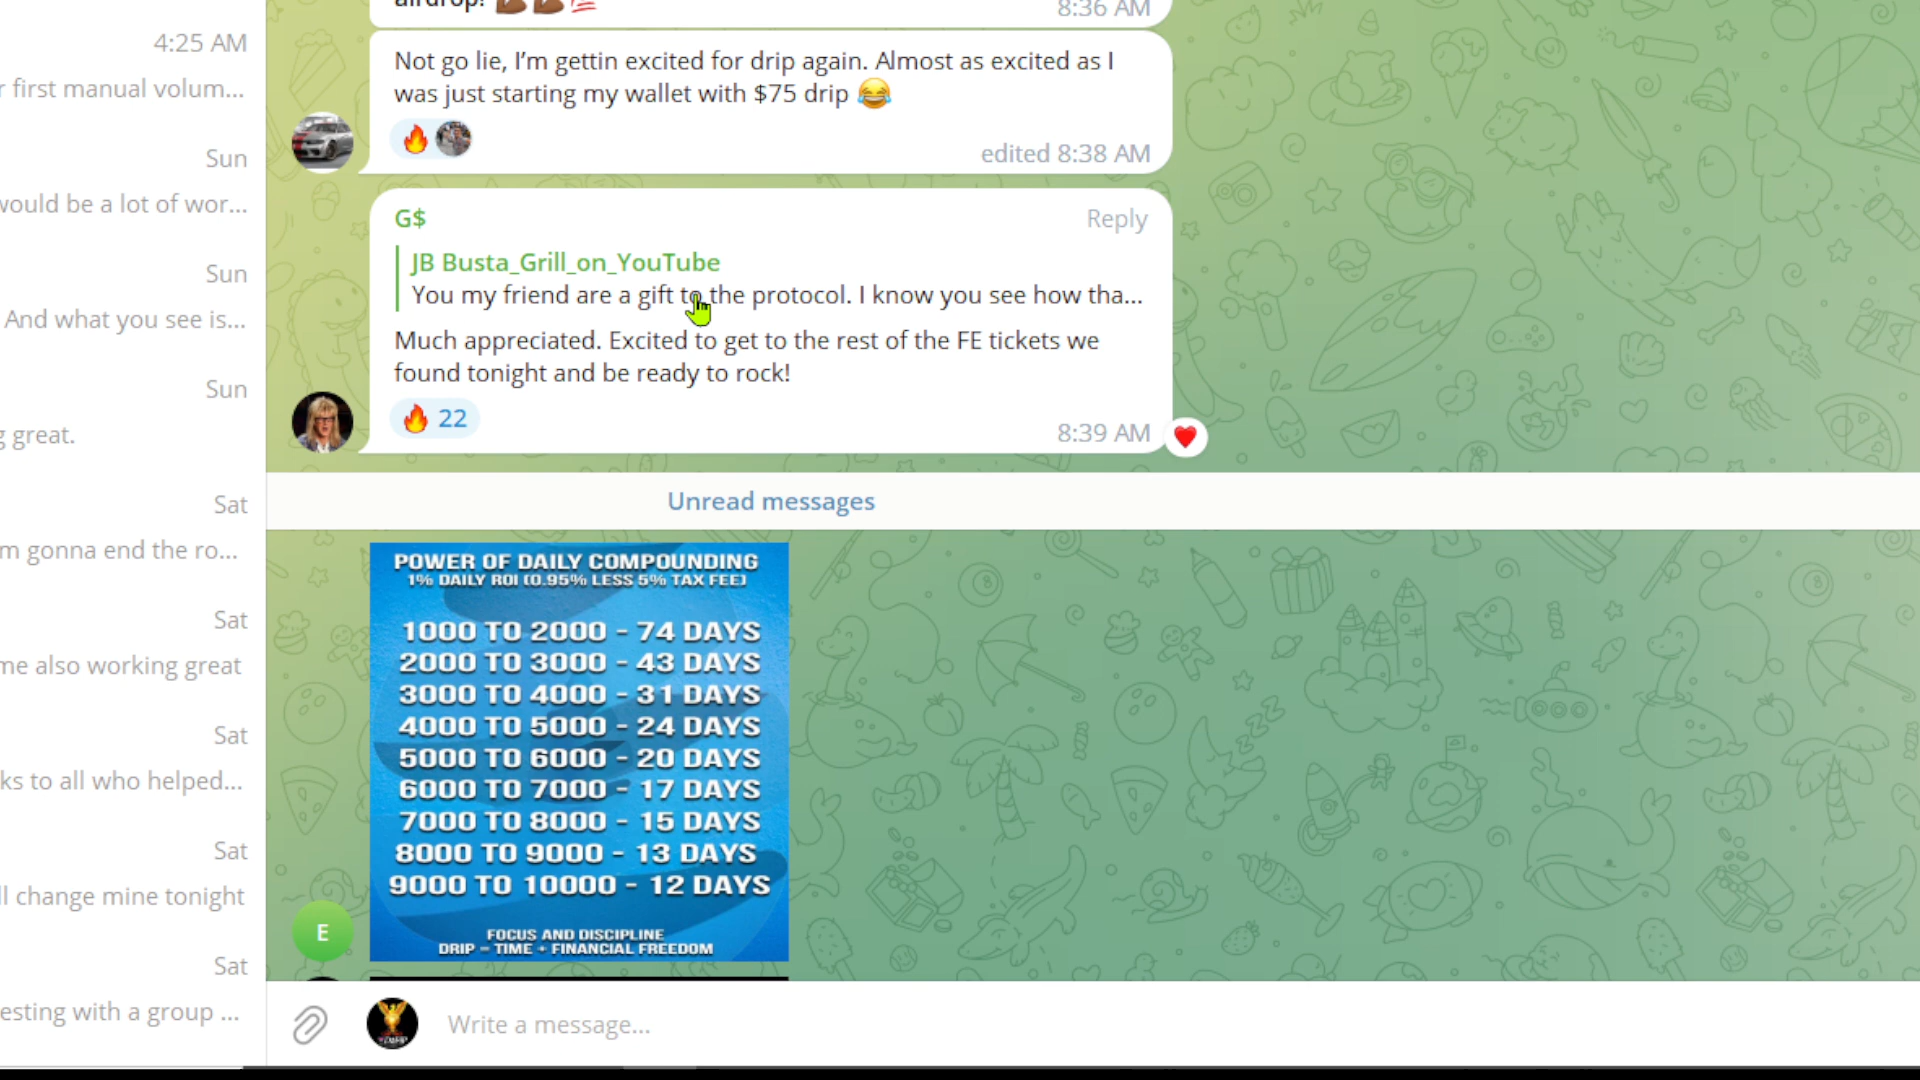 4:25 AM
r first manual volum...
Sun
would be a lot of wor...
Sun
And what you see is...
Sun
g great.
Sat
m gonna end the ro...
Sat
me also working great
Sat
ks to all who helped...
Sat
ll change mine tonight
Sat
esting with a group ...
airdrop!
8:36 AM
Not go lie, I'm gettin excited for drip again. Almost as excited as I
was just starting my wallet with $75 drip 😂
🔥
edited 8:38 AM
G$
Reply
JB Busta_Grill_on_YouTube
You my friend are a gift to the protocol. I know you see how tha...
Much appreciated. Excited to get to the rest of the FE tickets we
found tonight and be ready to rock!
🔥 22
8:39 AM
Unread messages
POWER OF DAILY COMPOUNDING
1% DAILY ROI (0.95% LESS 5% TAX FEE)
1000 TO 2000 - 74 DAYS
2000 TO 3000 - 43 DAYS
3000 TO 4000 - 31 DAYS
4000 TO 5000 - 24 DAYS
5000 TO 6000 - 20 DAYS
6000 TO 7000 - 17 DAYS
7000 TO 8000 - 15 DAYS
8000 TO 9000 - 13 DAYS
9000 TO 10000 - 12 DAYS
FOCUS AND DISCIPLINE
DRIP - TIME + FINANCIAL FREEDOM
E
Write a message...